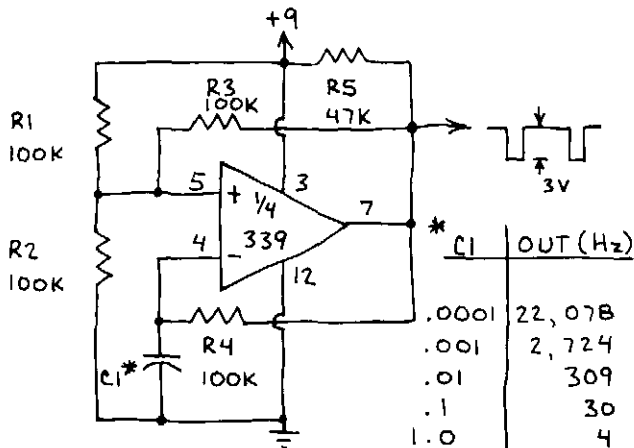 +9
R5
47K
R3
100K
R1
100K
5
+
1/4
3
339
7
3V
R2
100K
4
-
12
R4
100K
C1*
*
C1 OUT (Hz)
.0001 22,078
.001 2,724
.01 309
.1 30
1.0 4